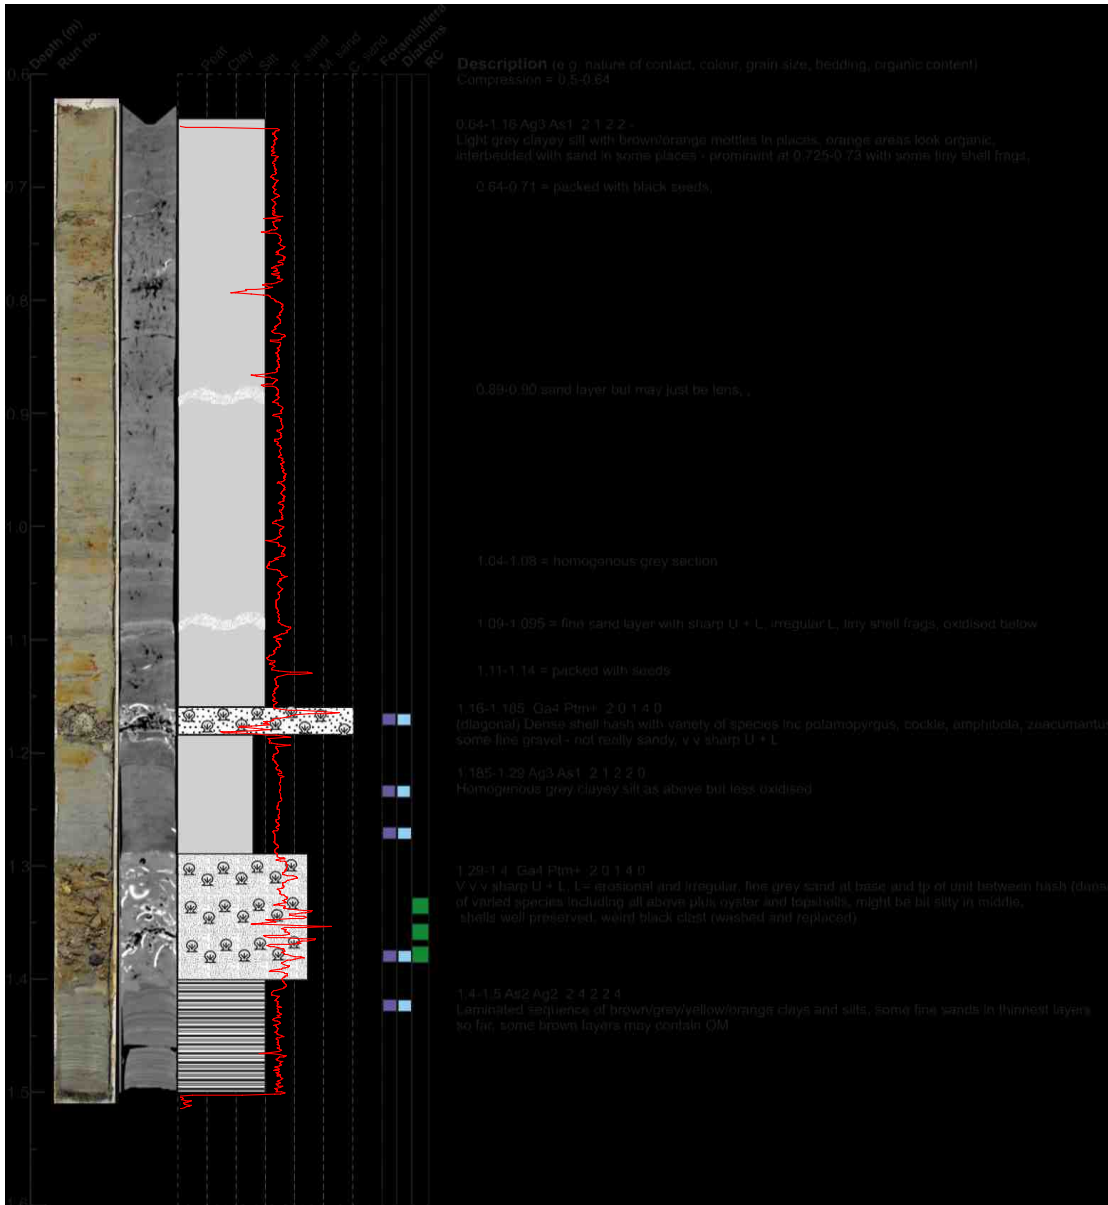 Depth (m)
Run no.
Peat
Clay
Silt
F. sand
M. sand
C. sand
Foraminifera
Diatoms
RC
Description (e.g. nature of contact, colour, grain size, bedding, organic content)
Compression = 0.5-0.64
0.6
0.64-1.16 Ag3 As1 2 1 2 2 -
Light grey clayey silt with brown/orange mottles in places, orange areas look organic,
interbedded with sand in some places - prominant at 0.725-0.73 with some tiny shell frags,
0.64-0.71 = packed with black seeds,
0.7
0.8
0.89-0.90 sand layer but may just be lens, ,
0.9
1.0
1.04-1.08 = homogonous grey section
1.09-1.095 = fine sand layer with sharp U + L, irregular L, tiny shell frags, oxidised below
1.1
1.11-1.14 = packed with seeds
1.16-1.185 Ga4 Ptm+ 2 0 1 4 0
(diagonal) Dense shell hash with variety of species inc potamopyrgus, cockle, amphibola, zeacumantus
some fine gravel - not really sandy, v v sharp U + L
1.2
1.185-1.29 Ag3 As1 2 1 2 2 0
Homogenous grey clayey silt as above but less oxidised
1.3
1.29-1.4 Ga4 Ptm+ 2 0 1 4 0
V v v sharp U + L, L= erosional and irregular, fine grey sand at base and tp of unit between hash (dense
of varied species including all above plus oyster and topshells, might be bit silty in middle,
shells well preserved, weird black clast (washed and replaced)
1.4
1.4-1.5 As2 Ag2 2 4 2 2 4
Laminated sequence of brown/grey/yellow/orange clays and silts, some fine sands in thinnest layers
so far, some brown layers may contain OM
1.5
1.6